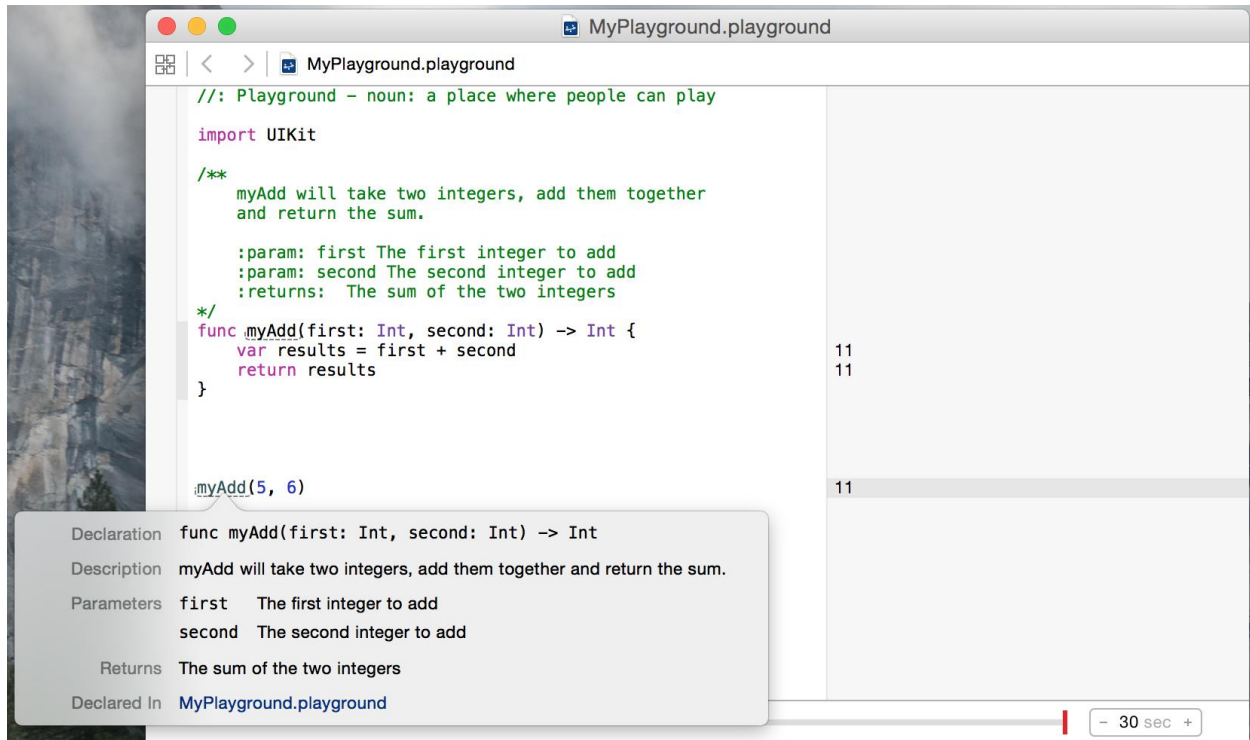 MyPlayground.playground
MyPlayground.playground
//: Playground – noun: a place where people can play
import UIKit
/**
myAdd will take two integers, add them together
and return the sum.
:param: first The first integer to add
:param: second The second integer to add
:returns:  The sum of the two integers
*/
func myAdd(first: Int, second: Int) -> Int {
var results = first + second 11
return results 11
}
myAdd(5, 6) 11
Declaration func myAdd(first: Int, second: Int) -> Int
Description myAdd will take two integers, add them together and return the sum.
Parameters first The first integer to add
second The second integer to add
Returns The sum of the two integers
Declared In MyPlayground.playground
- 30 sec +